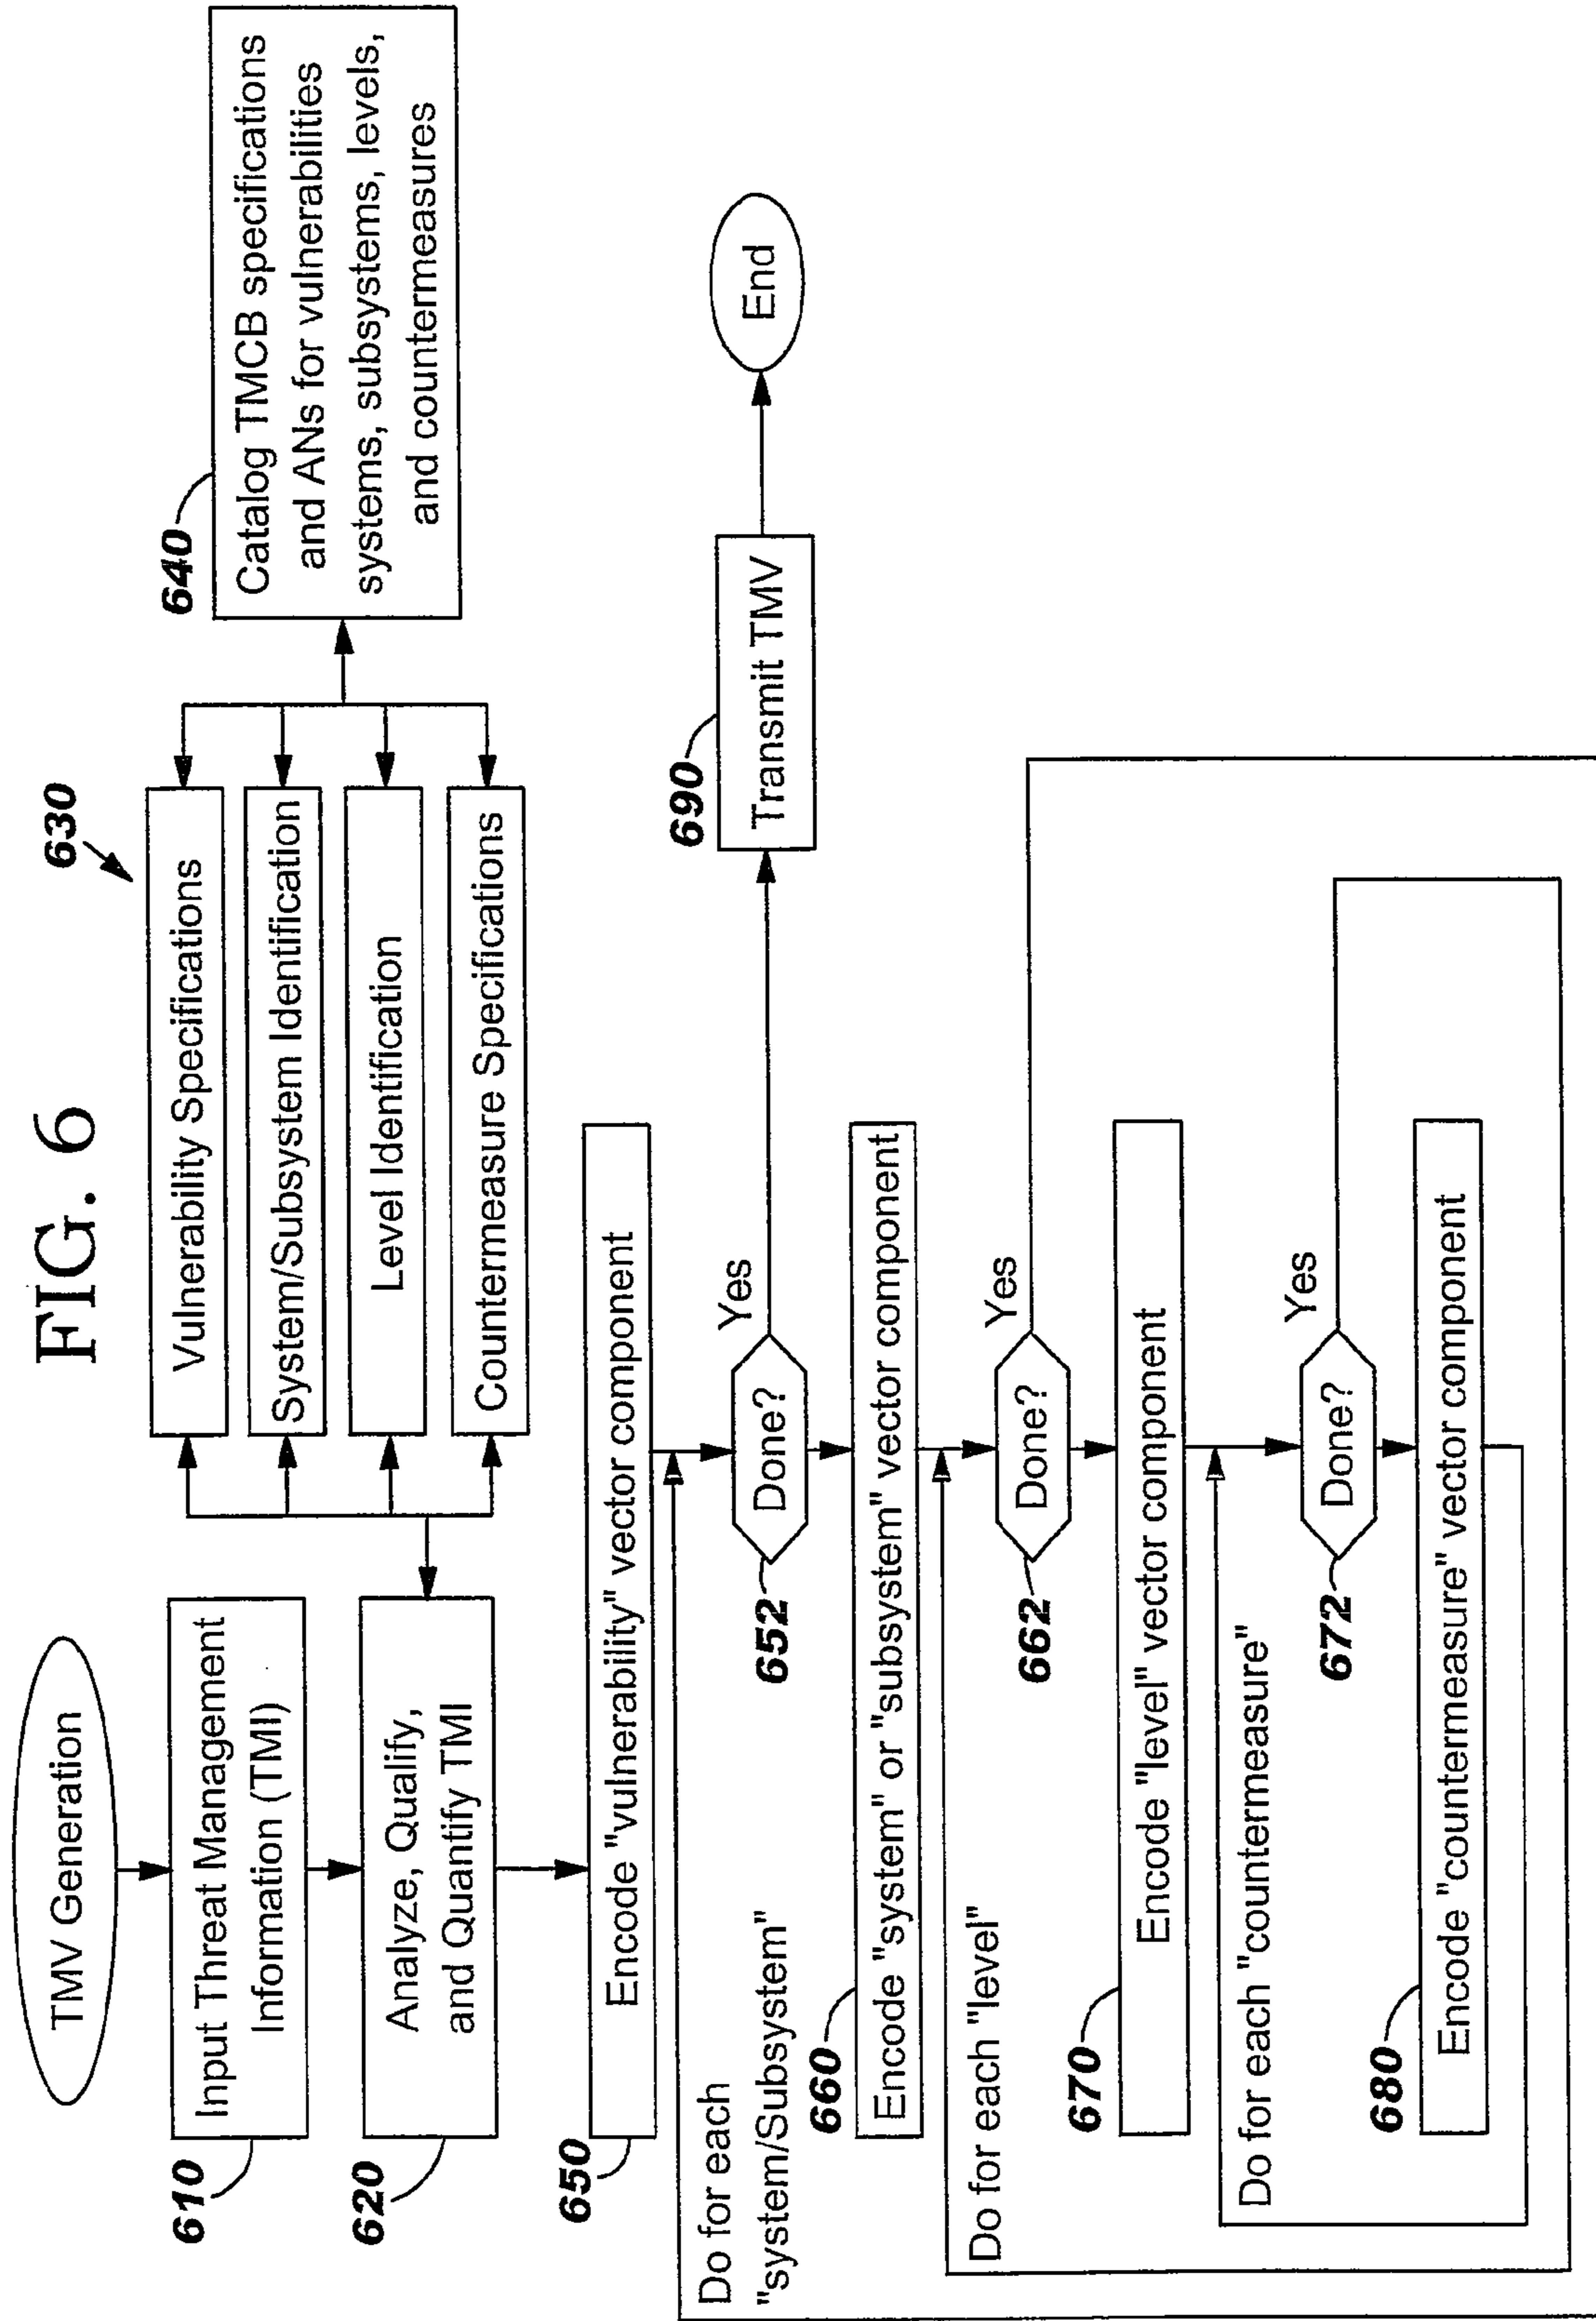 FIG. 6
TMV Generation
610
Input Threat Management
Information (TMI)
620
Analyze, Qualify,
and Quantify TMI
630
Vulnerability Specifications
System/Subsystem Identification
Level Identification
Countermeasure Specifications
640
Catalog TMCB specifications
and ANs for vulnerabilities
systems, subsystems, levels,
and countermeasures
650
Encode "vulnerability" vector component
Do for each
"system/Subsystem"
652
Done?
Yes
690
Transmit TMV
End
660
Encode "system" or "subsystem" vector component
Do for each "level"
662
Done?
Yes
670
Encode "level" vector component
Do for each "countermeasure"
672
Done?
Yes
680
Encode "countermeasure" vector component